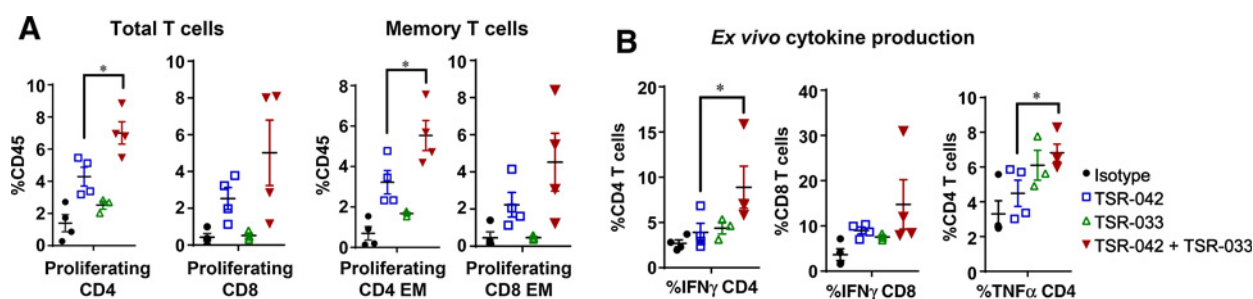 A
Total T cells
Memory T cells
B
Ex vivo cytokine production
%CD45
10
8
6
4
2
0
*
Proliferating
CD4
10
8
6
4
2
0
Proliferating
CD8
%CD45
8
6
4
2
0
*
Proliferating
CD4 EM
10
8
6
4
2
0
Proliferating
CD8 EM
%CD4 T cells
20
15
10
5
0
*
%IFNγ CD4
%CD8 T cells
40
30
20
10
0
%IFNγ CD8
%CD4 T cells
10
8
6
4
2
0
*
%TNFα CD4
Isotype
TSR-042
TSR-033
TSR-042 + TSR-033